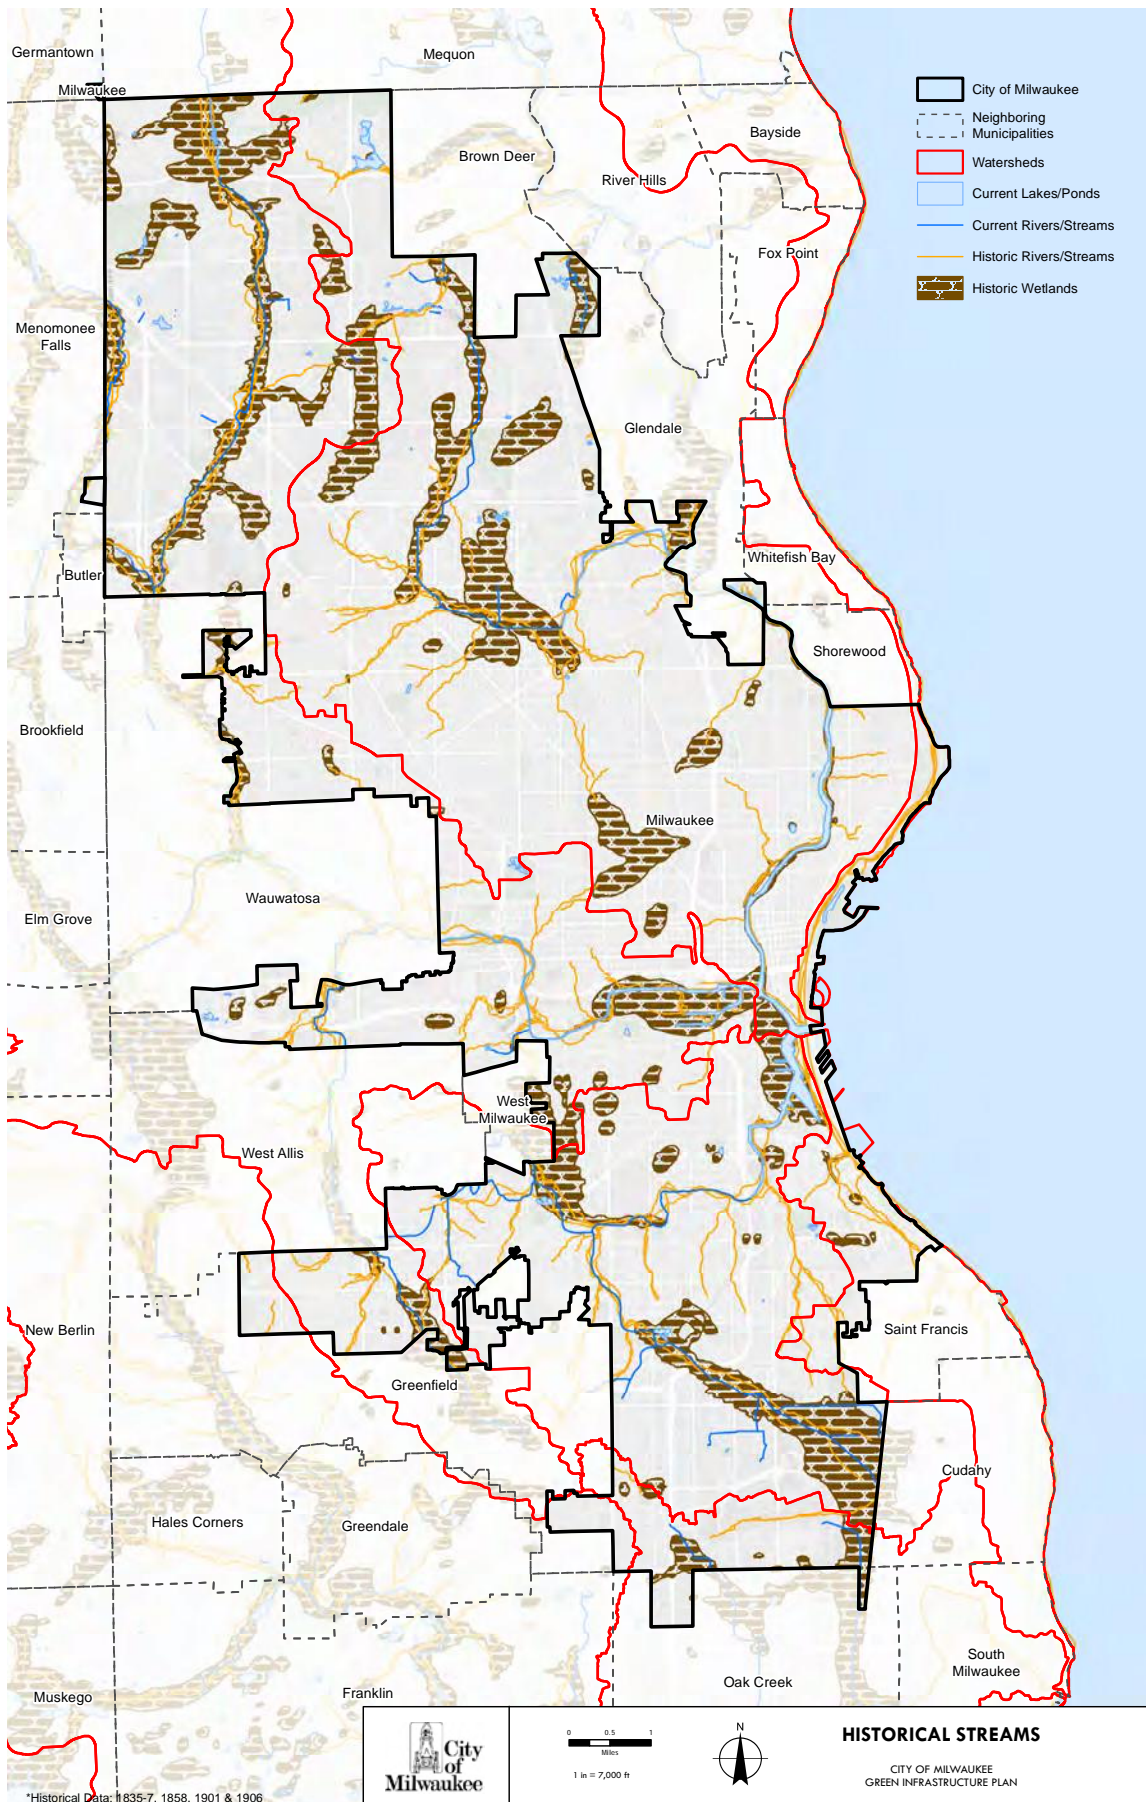 Germantown
Mequon
Milwaukee
Bayside
Brown Deer
River Hills
Fox Point
Menomonee
Falls
Glendale
Whitefish Bay
Butler
Shorewood
Brookfield
Milwaukee
Wauwatosa
Elm Grove
West
Milwaukee
West Allis
New Berlin
Saint Francis
Greenfield
Cudahy
Hales Corners
Greendale
South
Milwaukee
Oak Creek
Muskego
Franklin
City of Milwaukee
Neighboring
Municipalities
Watersheds
Current Lakes/Ponds
Current Rivers/Streams
Historic Rivers/Streams
Historic Wetlands
City
of
Milwaukee
0 0.5 1
Miles
1 in = 7,000 ft
N
HISTORICAL STREAMS
CITY OF MILWAUKEE
GREEN INFRASTRUCTURE PLAN
*Historical Data: 1835-7, 1858, 1901 & 1906